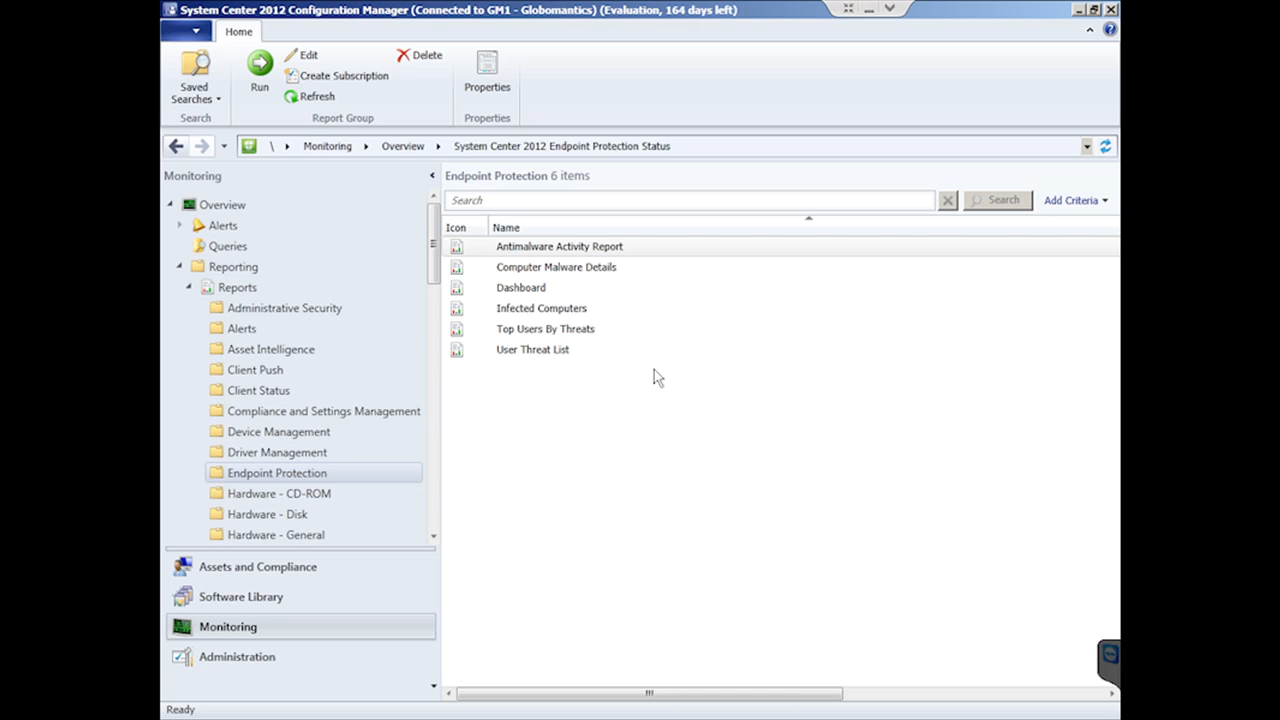 System Center 2012 Configuration Manager (Connected to GM1 - Globomantics) (Evaluation, 164 days left)
Home
Saved
Searches
Search
Run
Edit
Create Subscription
Refresh
Delete
Report Group
Properties
Properties
\ Monitoring Overview System Center 2012 Endpoint Protection Status
Monitoring
Overview
Alerts
Queries
Reporting
Reports
Administrative Security
Alerts
Asset Intelligence
Client Push
Client Status
Compliance and Settings Management
Device Management
Driver Management
Endpoint Protection
Hardware - CD-ROM
Hardware - Disk
Hardware - General
Assets and Compliance
Software Library
Monitoring
Administration
Endpoint Protection 6 items
Search
Search
Add Criteria
Icon Name
Antimalware Activity Report
Computer Malware Details
Dashboard
Infected Computers
Top Users By Threats
User Threat List
Ready